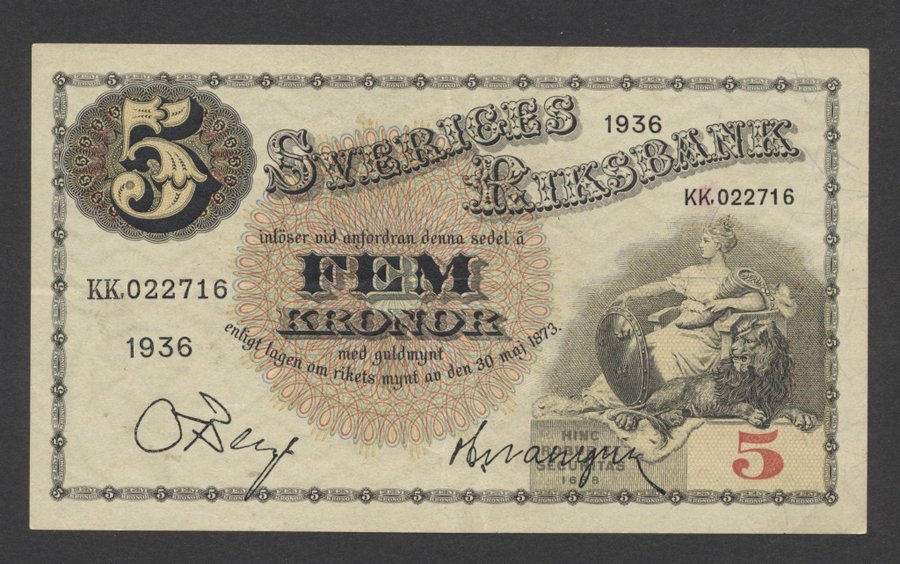 5
SVERIGES
RIKSBANK
1936
KK.022716
inlöser vid anfordran denna sedel å
FEM
KRONOR
med guldmynt
enligt lagen om rikets mynt av den 30 maj 1873.
KK.022716
1936
HINC
SECURITAS
5